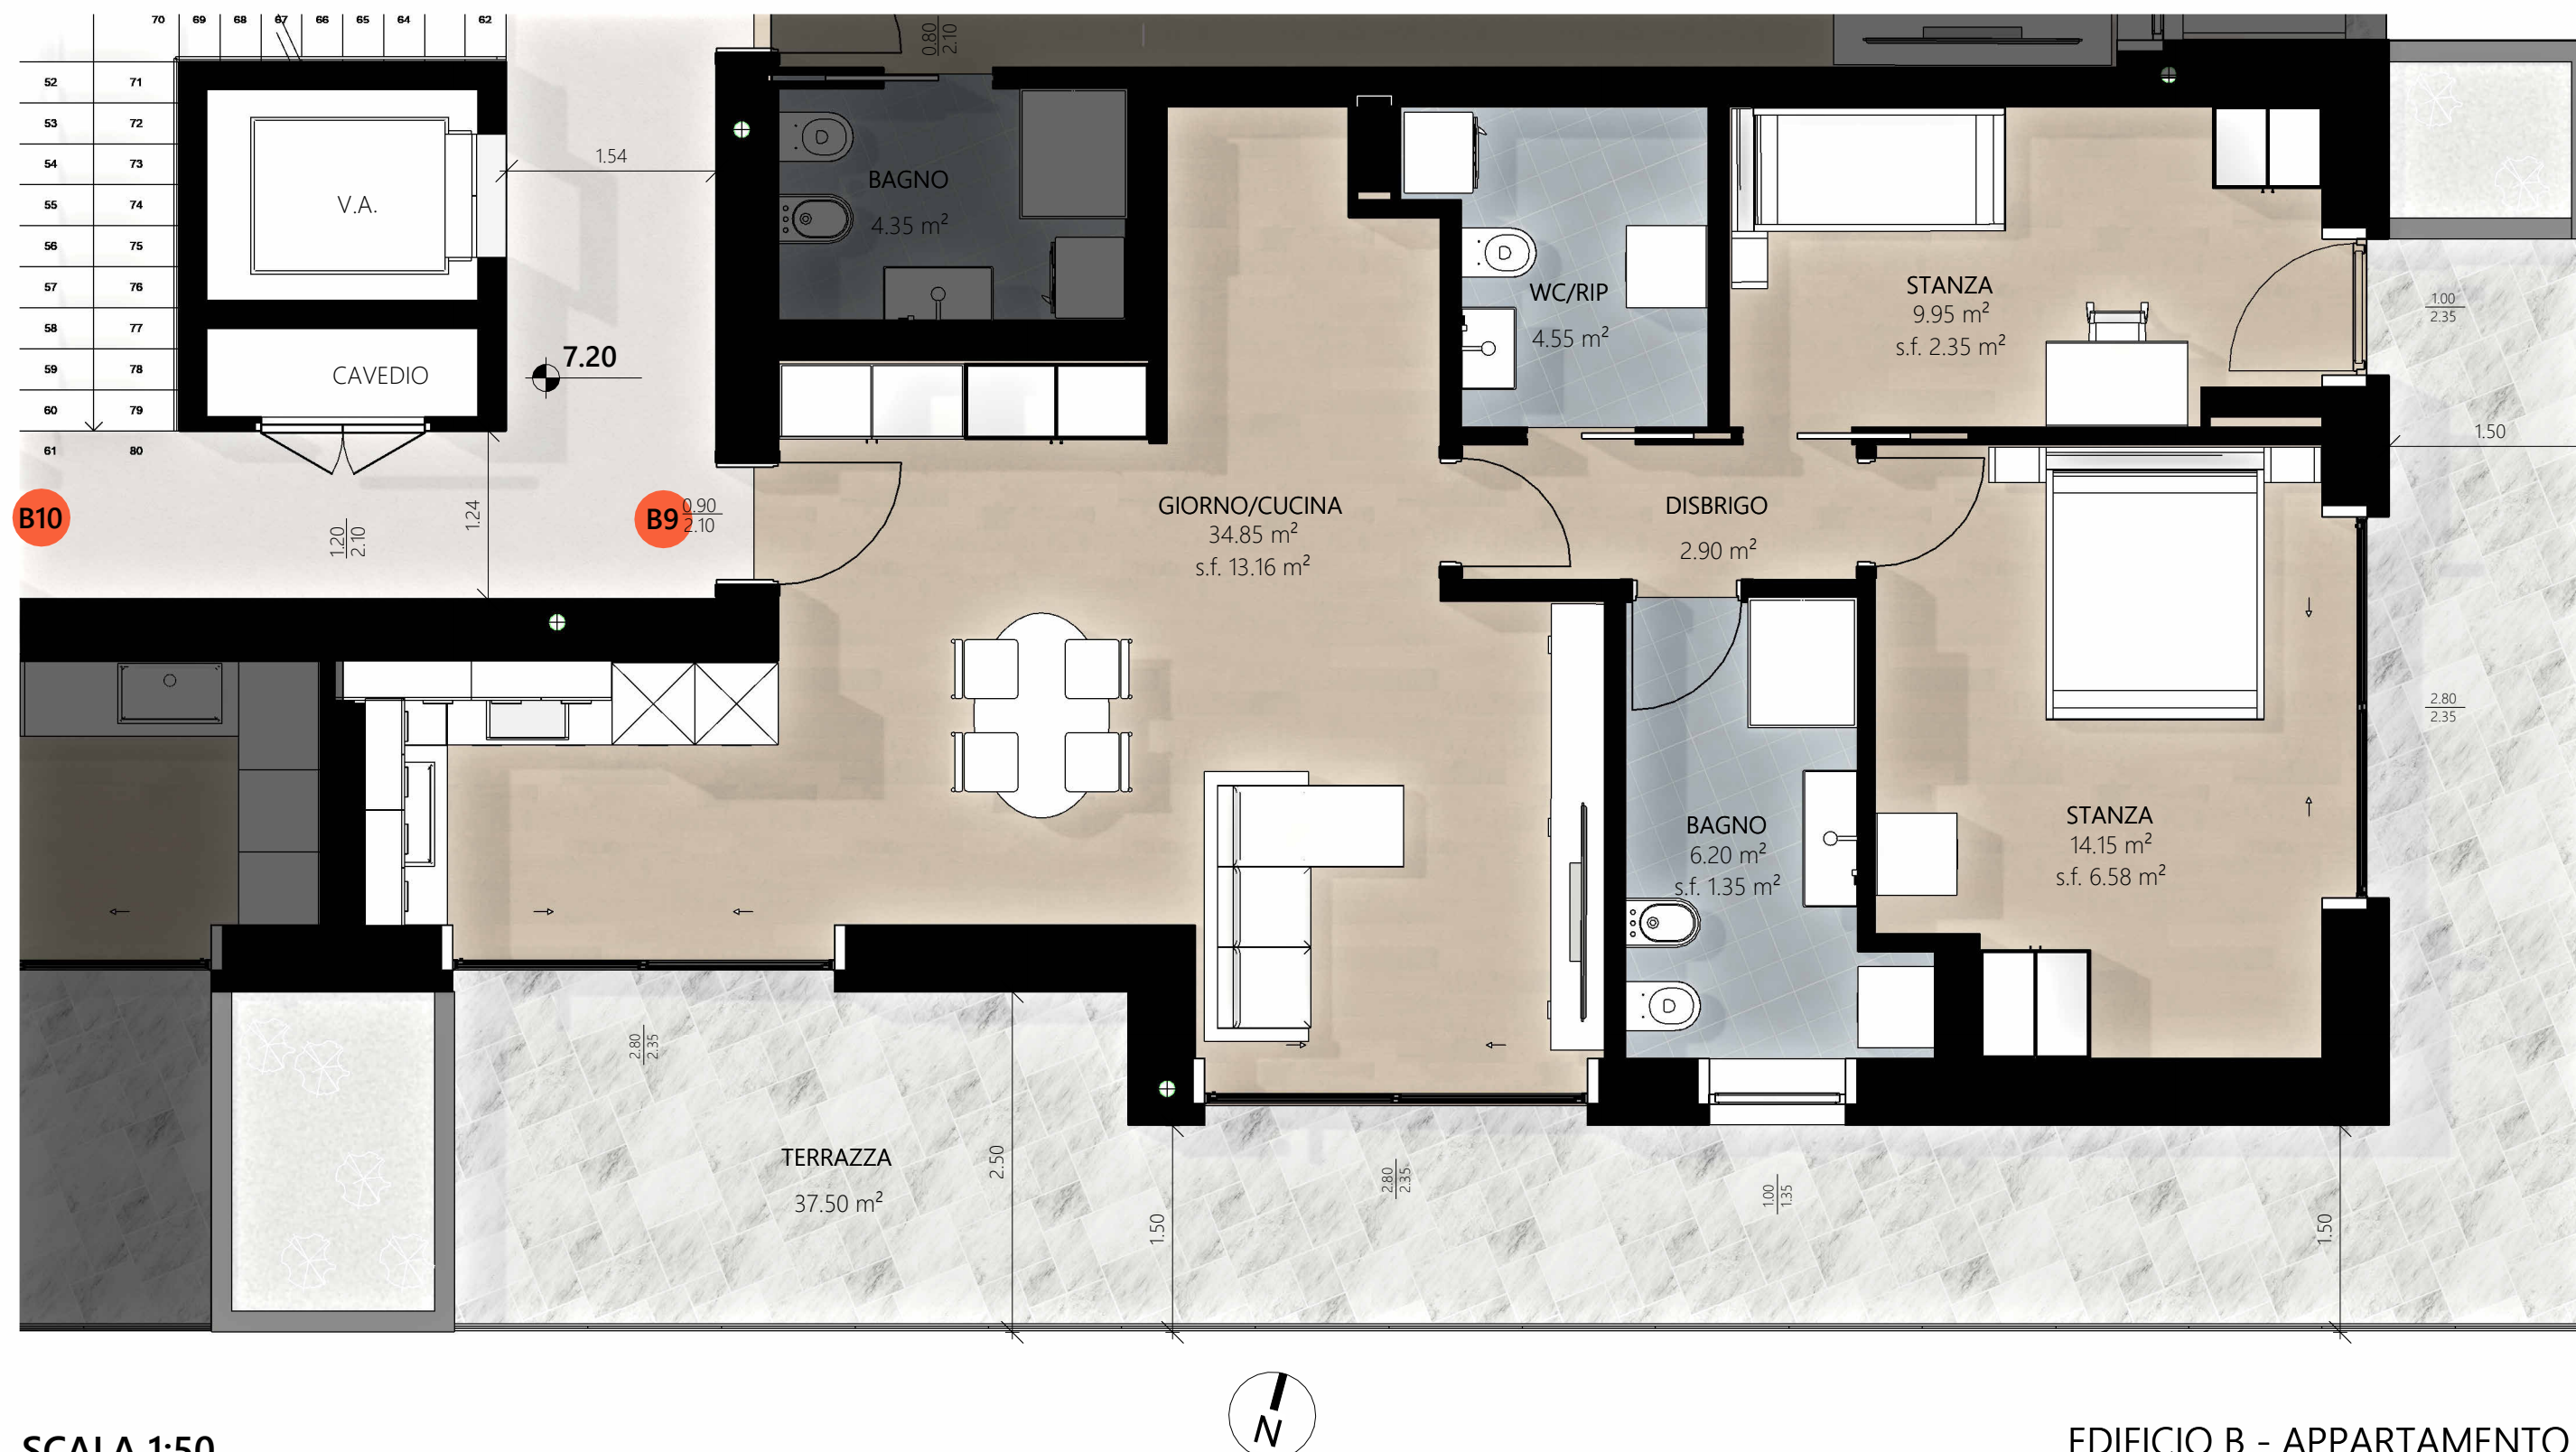 70 69 68 67 66 65 64 62
52 71
53 72
54 73
55 74
56 75
57 76
58 77
59 78
60 79
61 80
V.A.
CAVEDIO
1.54
7.20
1.24
1.20
2.10
B10
B9
0.90
2.10
0.80
2.10
BAGNO
4.35 m²
GIORNO/CUCINA
34.85 m²
s.f. 13.16 m²
WC/RIP
4.55 m²
STANZA
9.95 m²
s.f. 2.35 m²
1.00
2.35
1.50
DISBRIGO
2.90 m²
2.80
2.35
BAGNO
6.20 m²
s.f. 1.35 m²
STANZA
14.15 m²
s.f. 6.58 m²
2.80
2.35
TERRAZZA
37.50 m²
2.50
1.50
2.80
2.35
1.00
1.35
1.50
N
SCALA 1:50
EDIFICIO B - APPARTAMENTO